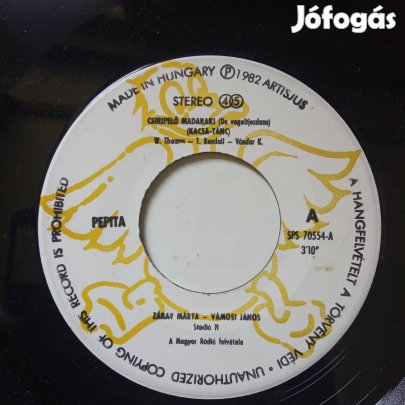 Jófogás
MADE IN HUNGARY Ⓟ 1982 ARTISJUS
STEREO 45
CSIRIPELŐ MADARAKI (De vogeltjesdans)
(KACSA-TÁNC)
W. Thomas - T. Rendall - Vándor K.
PEPITA
A
SPS 70554-A
3'10"
ZÁRAY MÁRTA - VÁMOSI JÁNOS
Stúdió 11
A Magyar Rádió felvétele
A HANGFELVÉTELT A TÖRVÉNY VÉDI · UNAUTHORIZED COPYING OF THIS RECORD IS PROHIBITED